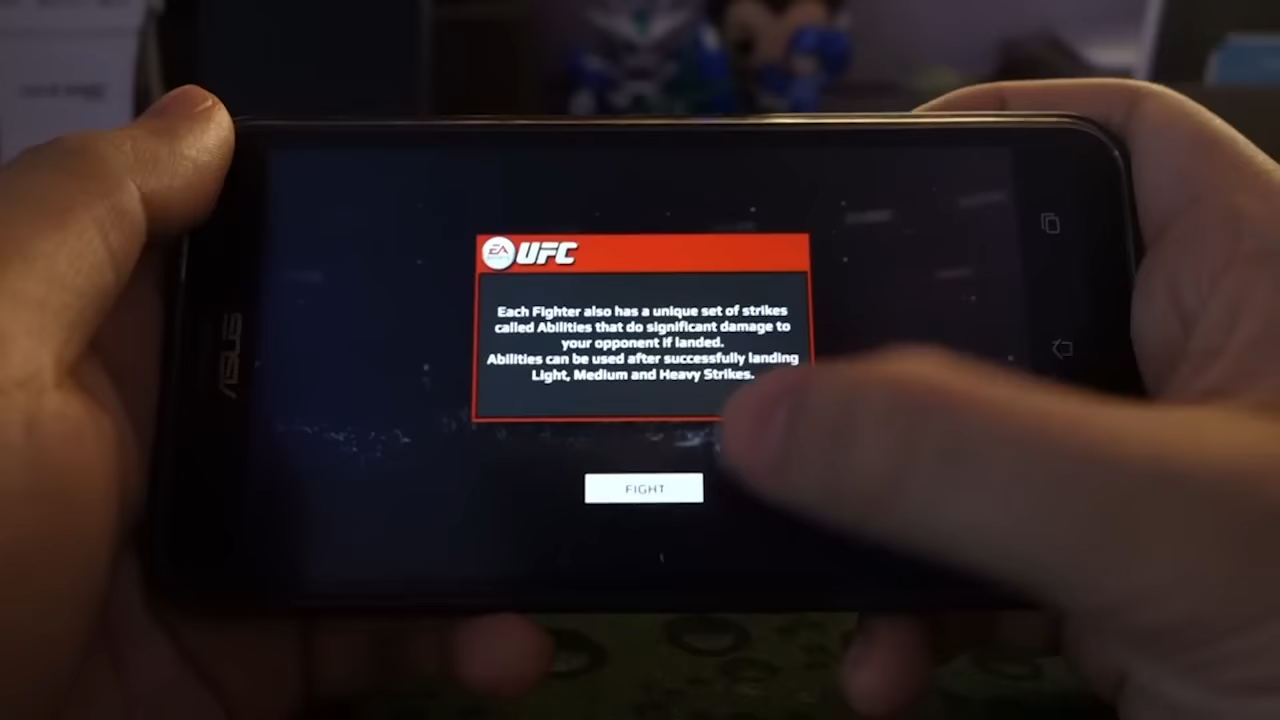 EA
UFC
Each Fighter also has a unique set of strikes
called Abilities that do significant damage to
your opponent if landed.
Abilities can be used after successfully landing
Light, Medium and Heavy Strikes.
FIGHT
ASUS